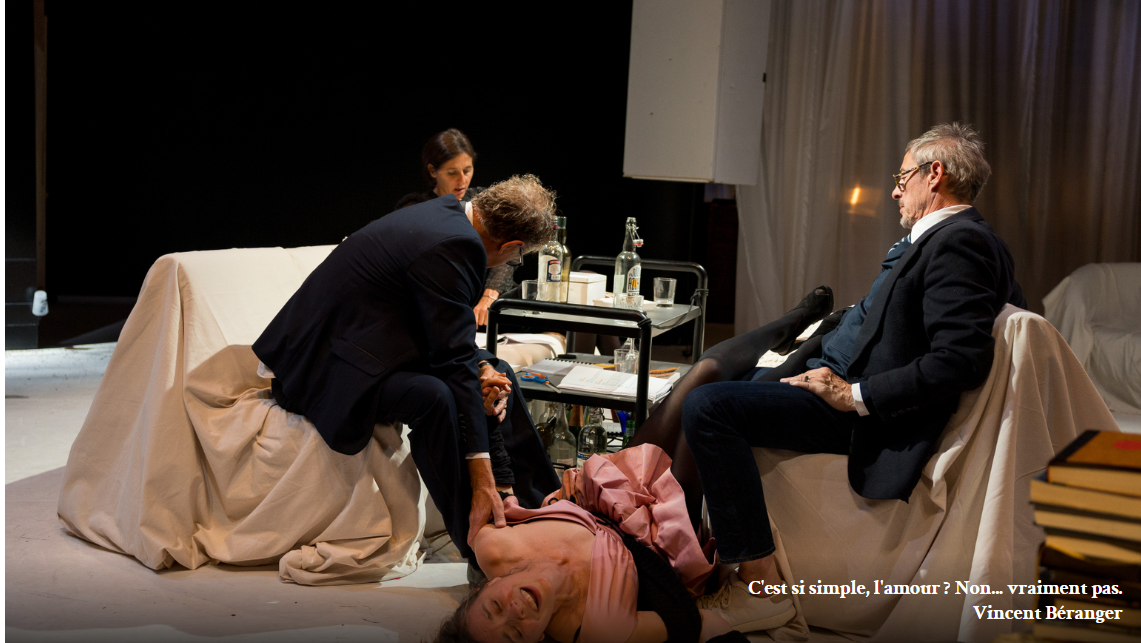 C'est si simple, l'amour ? Non... vraiment pas.
Vincent Béranger